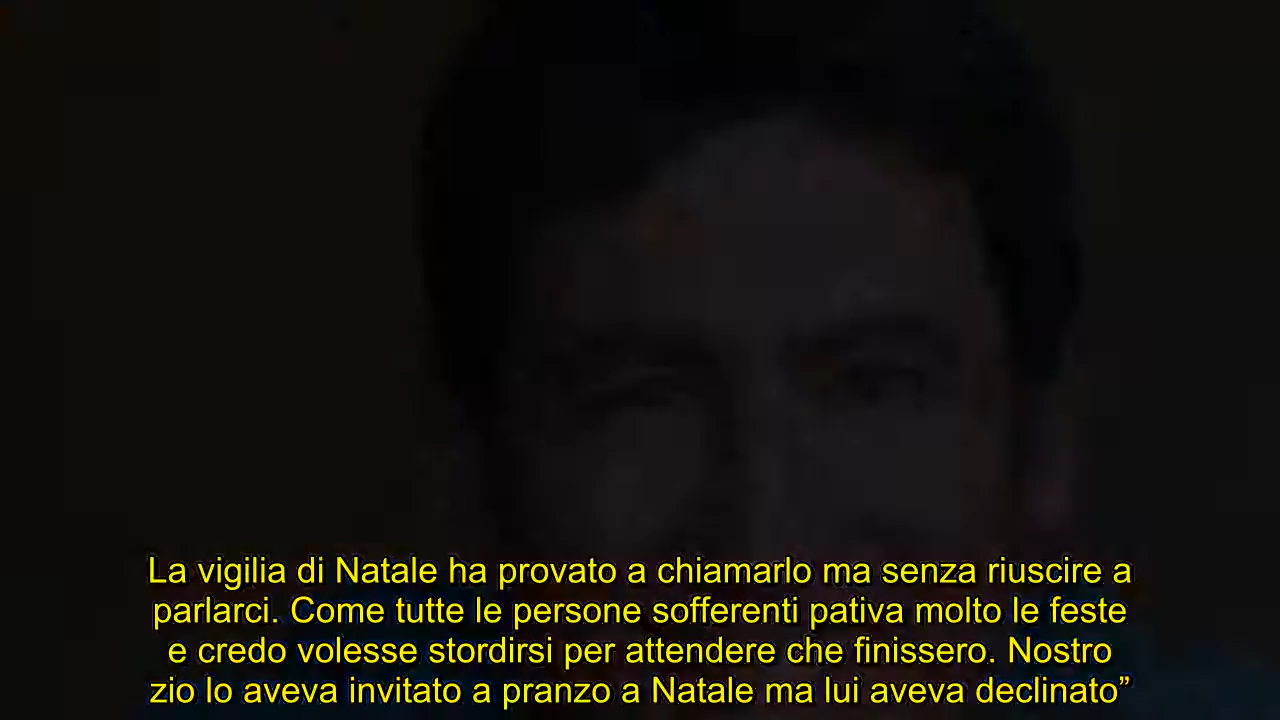 La vigilia di Natale ha provato a chiamarlo ma senza riuscire a
parlarci. Come tutte le persone sofferenti pativa molto le feste
e credo volesse stordirsi per attendere che finissero. Nostro
zio lo aveva invitato a pranzo a Natale ma lui aveva declinato”